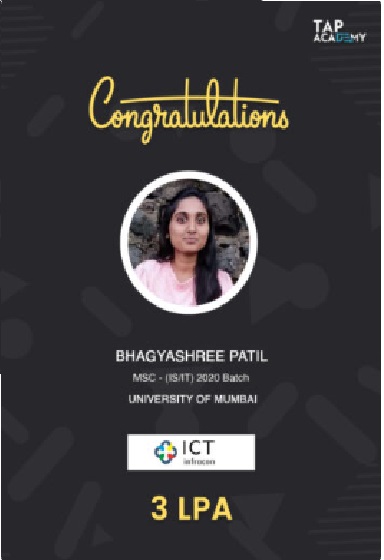 TAP
ACADEMY
Congratulations
BHAGYASHREE PATIL
MSC - (IS/IT) 2020 Batch
UNIVERSITY OF MUMBAI
ICT
infracon
3 LPA